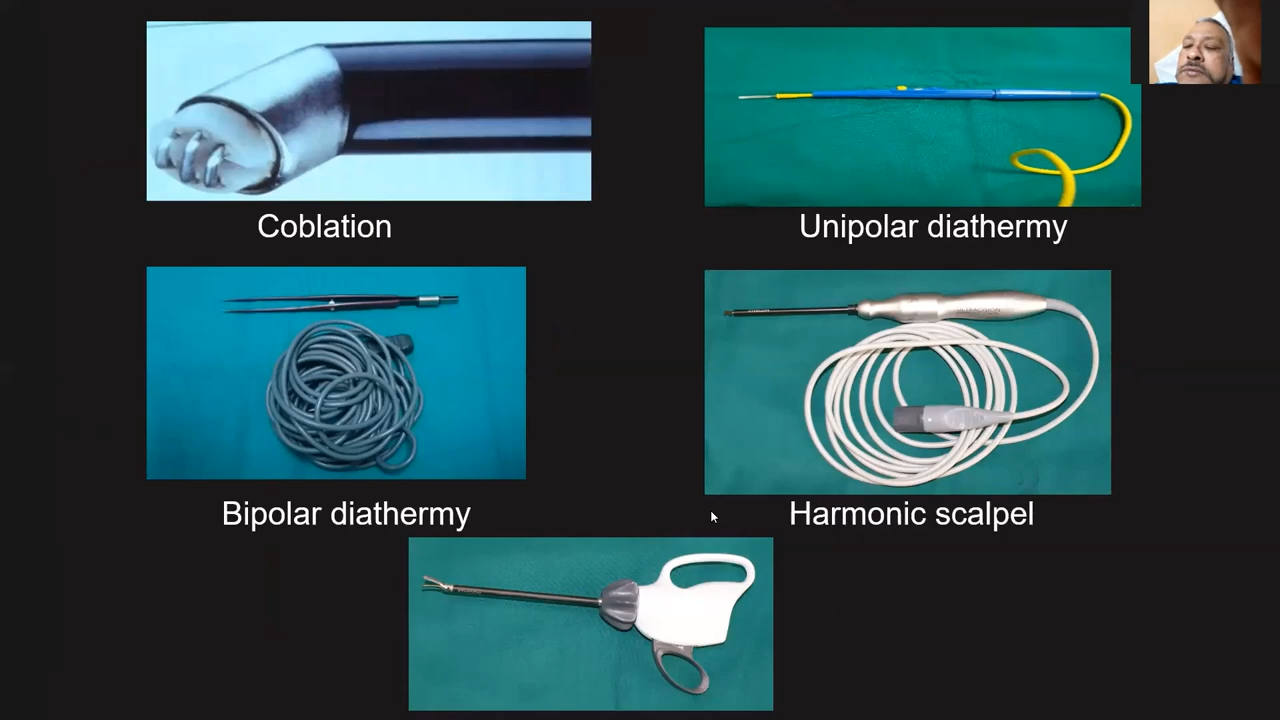 Coblation
Unipolar diathermy
Bipolar diathermy
Harmonic scalpel